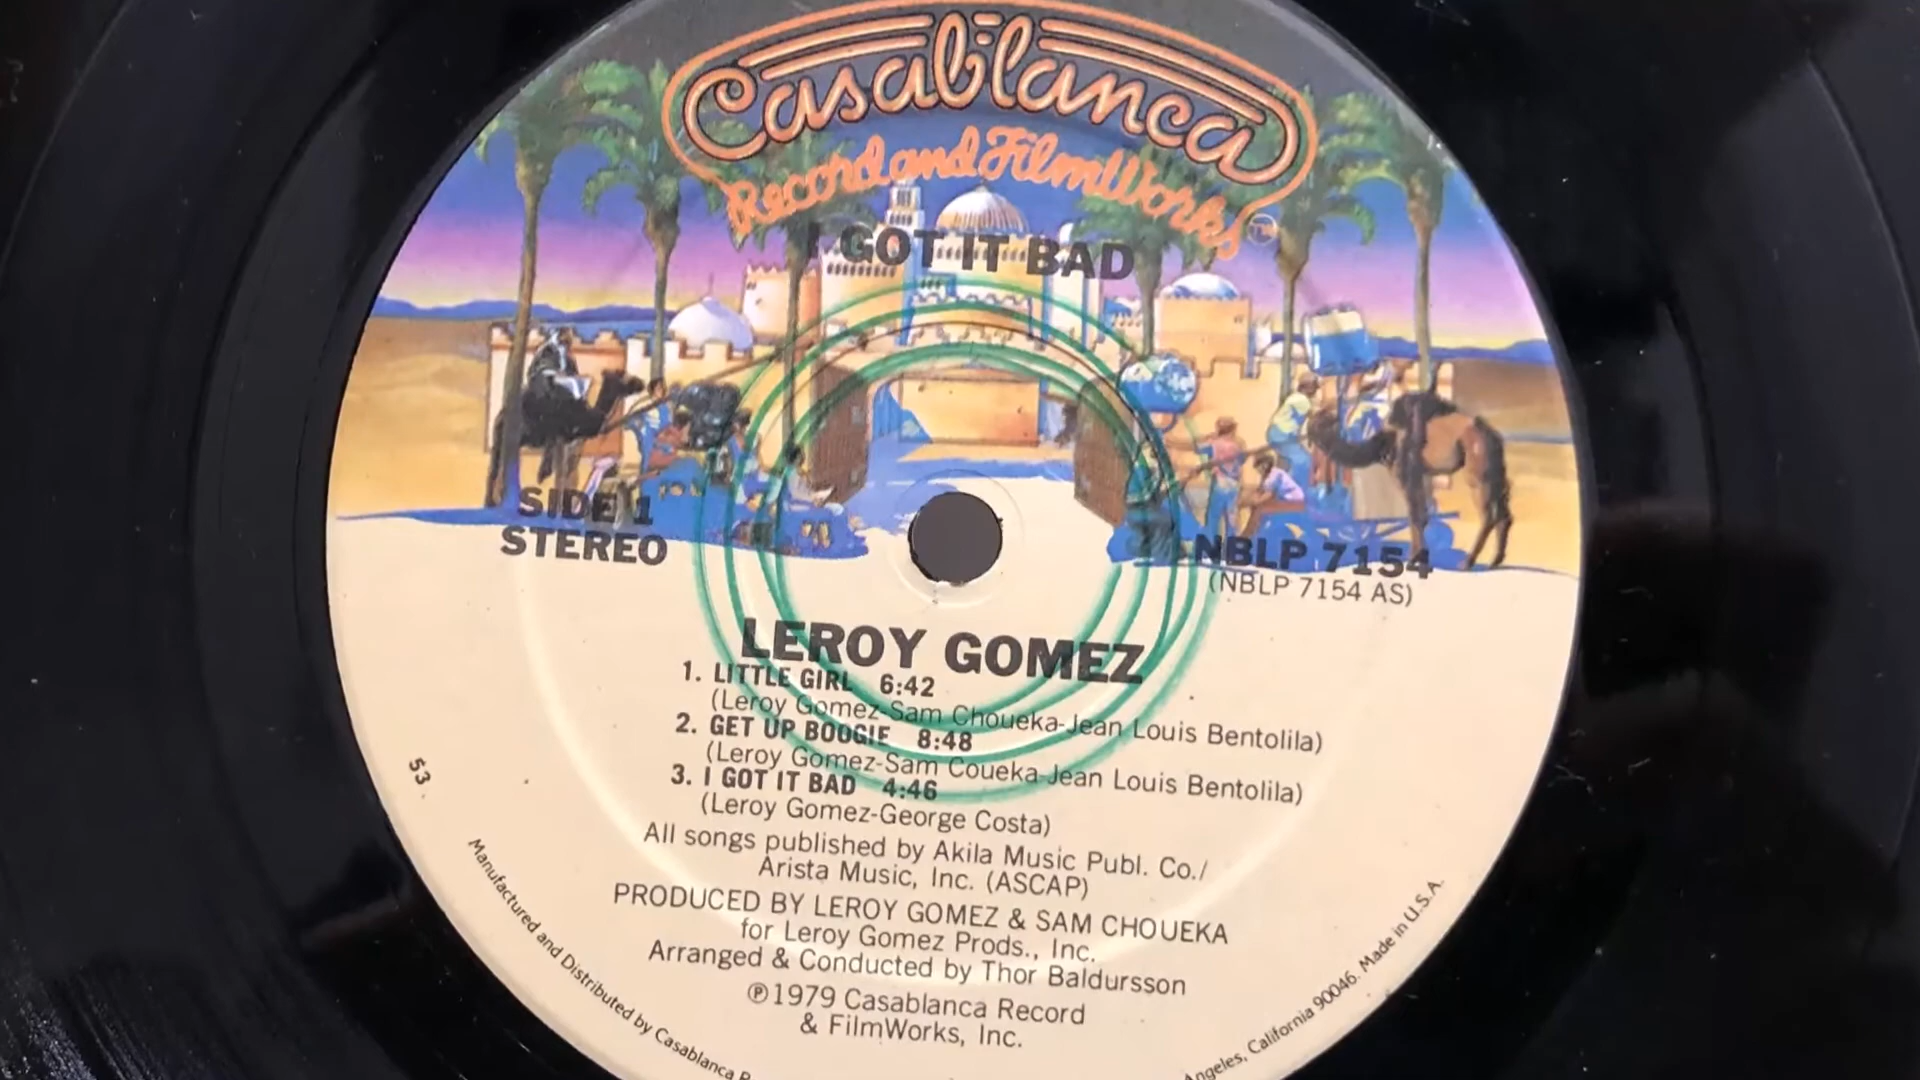 Casablanca
Record and FilmWorks TM
I GOT IT BAD
SIDE 1
STEREO
NBLP 7154
(NBLP 7154 AS)
LEROY GOMEZ
1. LITTLE GIRL 6:42
(Leroy Gomez-Sam Choueka-Jean Louis Bentolila)
2. GET UP BOOGIE 8:48
(Leroy Gomez-Sam Coueka-Jean Louis Bentolila)
3. I GOT IT BAD 4:46
(Leroy Gomez-George Costa)
All songs published by Akila Music Publ. Co./
Arista Music, Inc. (ASCAP)
PRODUCED BY LEROY GOMEZ & SAM CHOUEKA
for Leroy Gomez Prods., Inc.
Arranged & Conducted by Thor Baldursson
℗1979 Casablanca Record
& FilmWorks, Inc.
53
Manufactured and Distributed by Casablanca
Angeles, California 90046. Made in U.S.A.